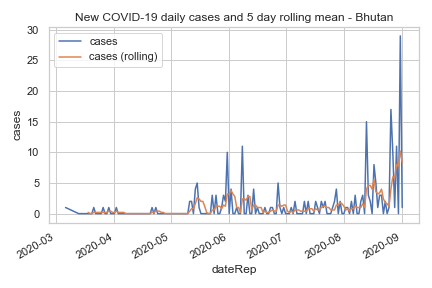 New COVID-19 daily cases and 5 day rolling mean - Bhutan
30
25
20
15
10
5
0
cases
cases
cases (rolling)
2020-03
2020-04
2020-05
2020-06
2020-07
2020-08
2020-09
dateRep